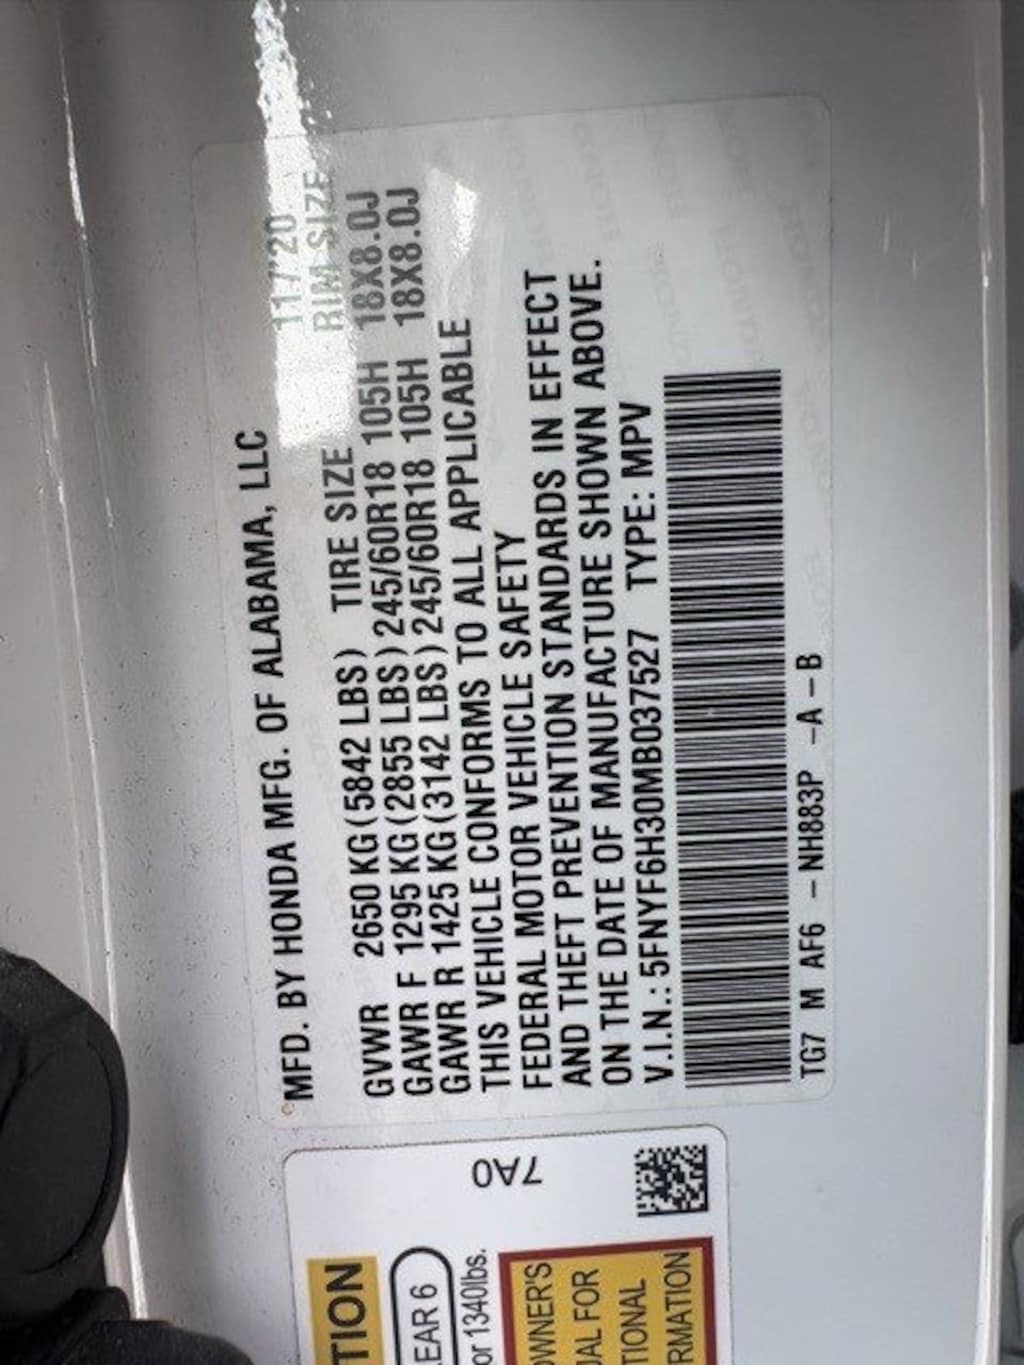 MFD. BY HONDA MFG. OF ALABAMA, LLC
11/'20
TIRE SIZE RIM SIZE
GVWR 2650 KG (5842 LBS)
GAWR F 1295 KG (2855 LBS) 245/60R18 105H 18X8.0J
GAWR R 1425 KG (3142 LBS) 245/60R18 105H 18X8.0J
THIS VEHICLE CONFORMS TO ALL APPLICABLE
FEDERAL MOTOR VEHICLE SAFETY
AND THEFT PREVENTION STANDARDS IN EFFECT
ON THE DATE OF MANUFACTURE SHOWN ABOVE.
V.I.N.: 5FNYF6H30MB037527 TYPE: MPV
TG7 M AF6 -NH883P -A-B
7A0
TION
EAR 6
or 1340lbs.
OWNER'S
UAL FOR
TIONAL
RMATION